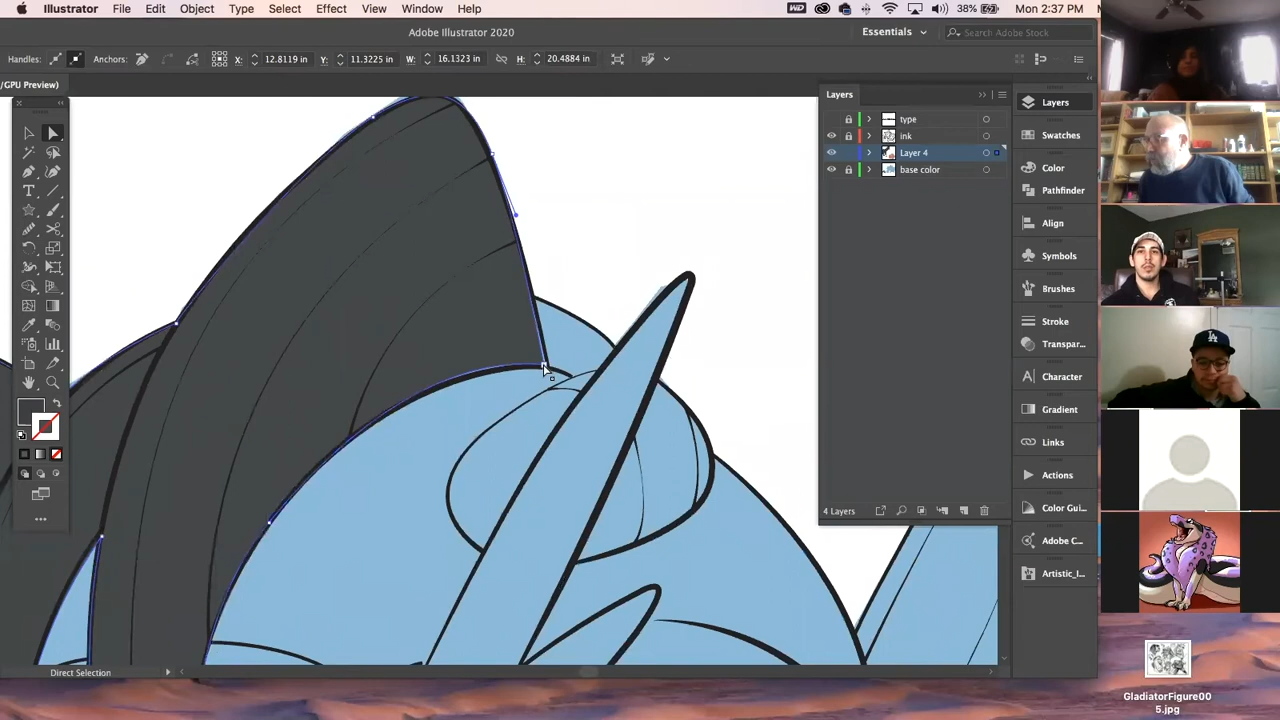 Illustrator File Edit Object Type Select Effect View Window Help 38% Mon 2:37 PM
Adobe Illustrator 2020 Essentials Search Adobe Stock
Handles: Anchors: X: 12.8119 in Y: 11.3225 in W: 16.1323 in H: 20.4884 in
/GPU Preview)
Layers
type
ink
Layer 4
base color
4 Layers
Layers
Swatches
Color
Pathfinder
Align
Symbols
Brushes
Stroke
Transpar...
Character
Gradient
Links
Actions
Color Gui...
Adobe C...
Artistic_I...
Direct Selection
GladiatorFigure00
5.jpg